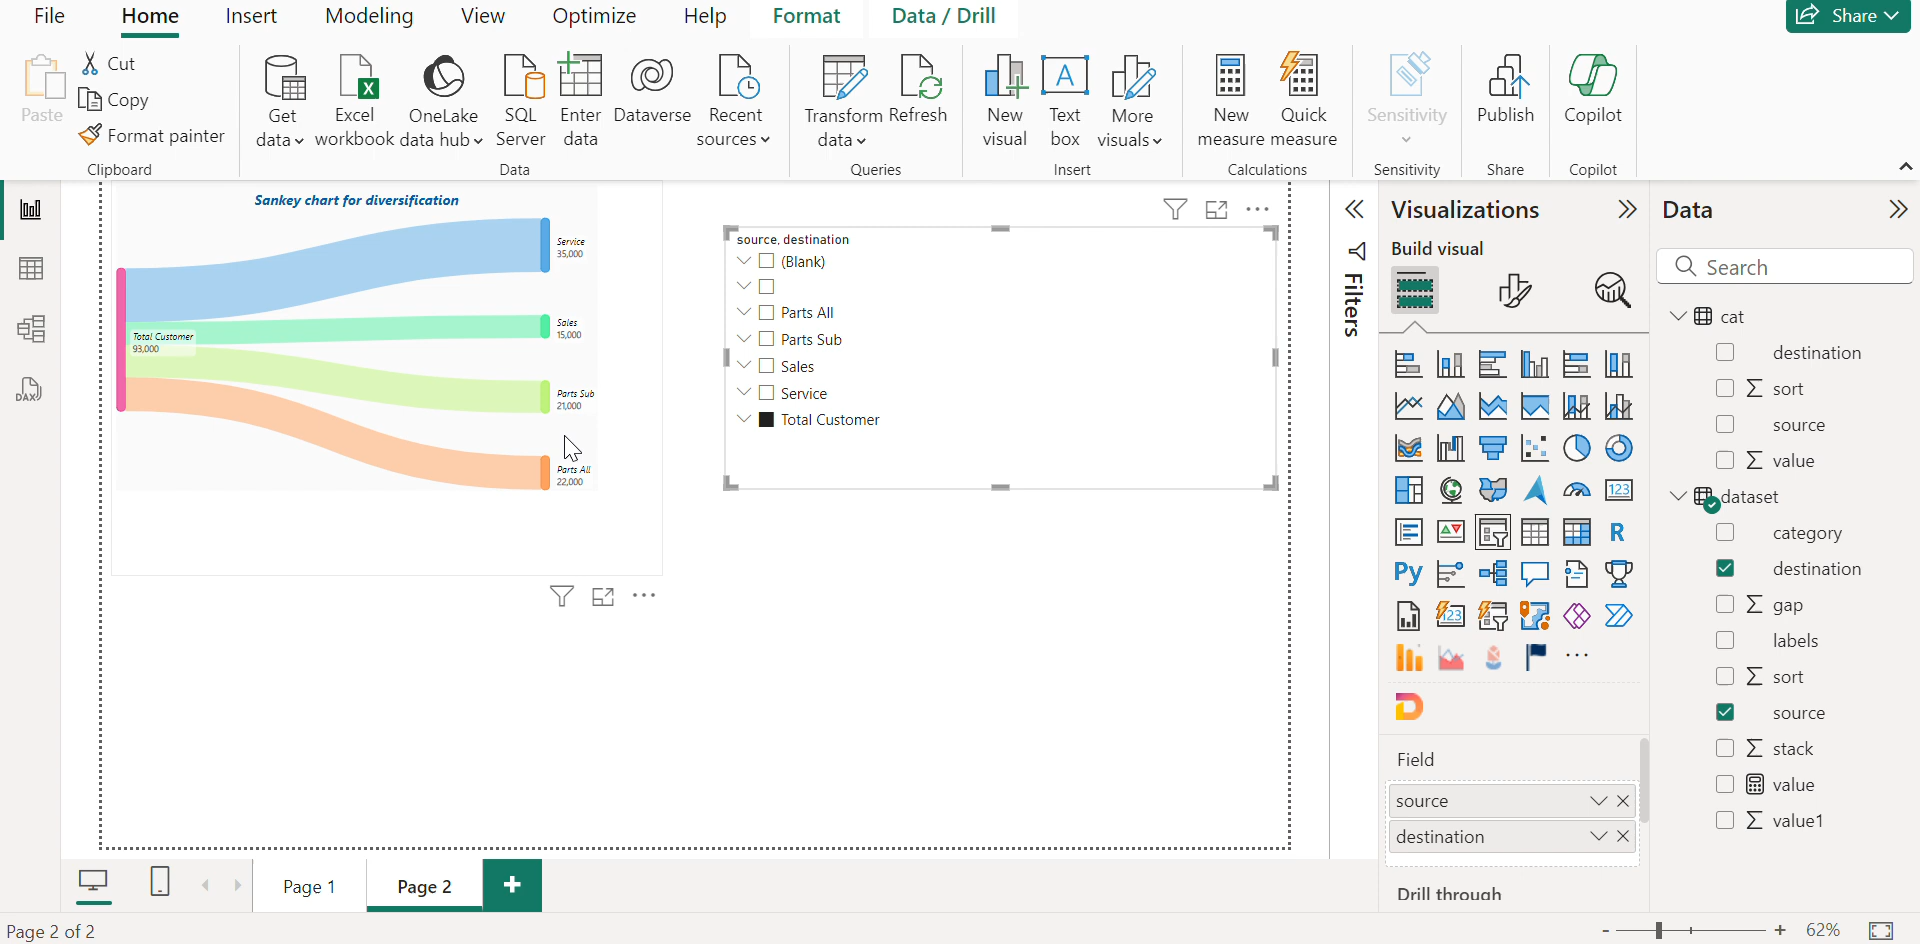 File Home Insert Modeling View Optimize Help Format Data / Drill Share
Paste Cut
Copy
Format painter
Clipboard
Get data
Excel workbook
OneLake data hub
SQL Server
Enter data
Dataverse
Recent sources
Data
Transform data
Refresh
Queries
New visual
Text box
More visuals
Insert
New measure
Quick measure
Calculations
Sensitivity
Sensitivity
Publish
Share
Copilot
Copilot
DAX
Sankey chart for diversification
Service
35,000
Sales
15,000
Total Customer
93,000
Parts Sub
21,000
Parts All
22,000
source, destination
(Blank)
Parts All
Parts Sub
Sales
Service
Total Customer
Filters
Visualizations
Build visual
123
R
Py
123
Field
source
destination
Drill through
Data
Search
cat
destination
sort
source
value
dataset
category
destination
gap
labels
sort
source
stack
value
value1
Page 1
Page 2
Page 2 of 2
- + 62%